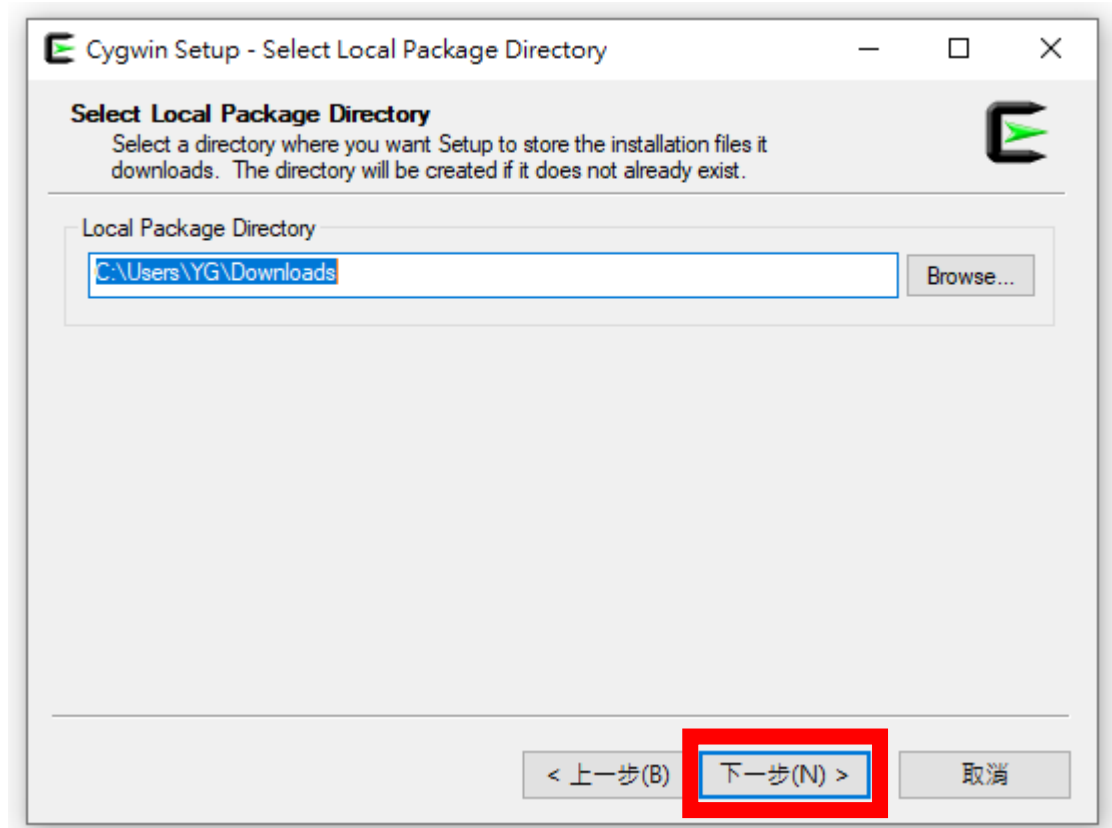 Cygwin Setup - Select Local Package Directory
Select Local Package Directory
Select a directory where you want Setup to store the installation files it
downloads.  The directory will be created if it does not already exist.
Local Package Directory
C:\Users\YG\Downloads
Browse...
< 上一步(B)
下一步(N) >
取消